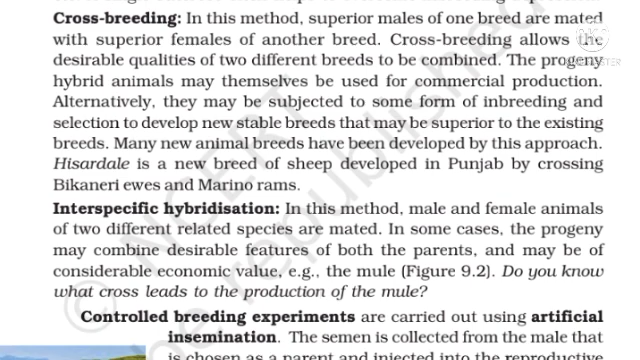 Cross-breeding: In this method, superior males of one breed are mated
with superior females of another breed. Cross-breeding allows the
desirable qualities of two different breeds to be combined. The progeny
hybrid animals may themselves be used for commercial production.
Alternatively, they may be subjected to some form of inbreeding and
selection to develop new stable breeds that may be superior to the existing
breeds. Many new animal breeds have been developed by this approach.
Hisardale is a new breed of sheep developed in Punjab by crossing
Bikaneri ewes and Marino rams.
Interspecific hybridisation: In this method, male and female animals
of two different related species are mated. In some cases, the progeny
may combine desirable features of both the parents, and may be of
considerable economic value, e.g., the mule (Figure 9.2). Do you know
what cross leads to the production of the mule?
Controlled breeding experiments are carried out using artificial
insemination. The semen is collected from the male that
is chosen as a parent and injected into the reproductive
© NCERT
be republished